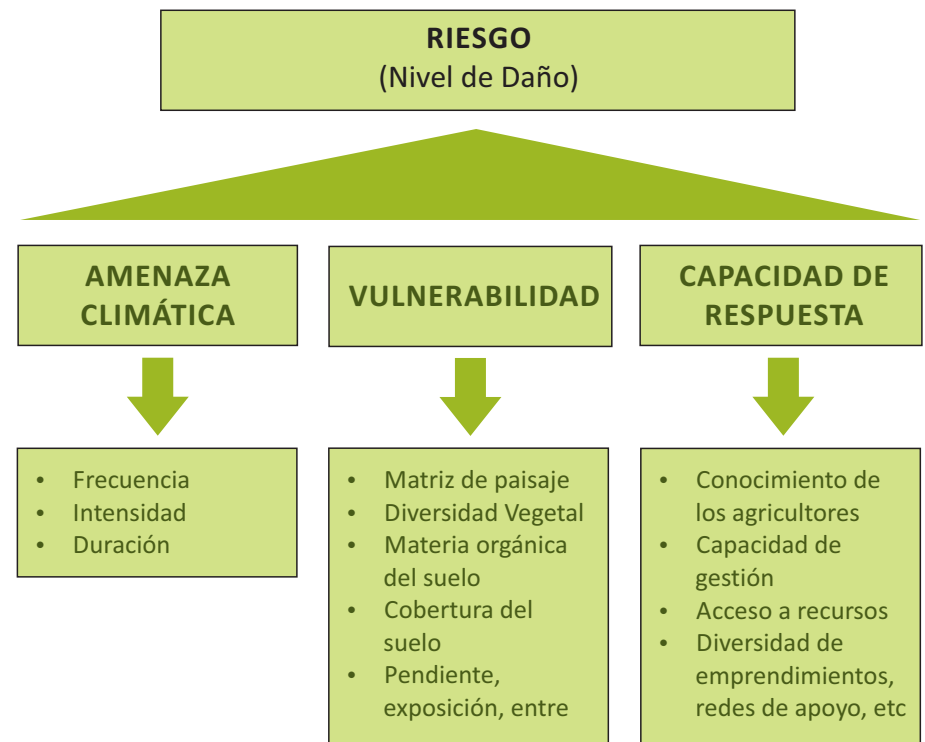 RIESGO
(Nivel de Daño)
AMENAZA
CLIMÁTICA
VULNERABILIDAD
CAPACIDAD DE
RESPUESTA
• Frecuencia
• Intensidad
• Duración
• Matriz de paisaje
• Diversidad Vegetal
• Materia orgánica
del suelo
• Cobertura del
suelo
• Pendiente,
exposición, entre
• Conocimiento de
los agricultores
• Capacidad de
gestión
• Acceso a recursos
• Diversidad de
emprendimientos,
redes de apoyo, etc